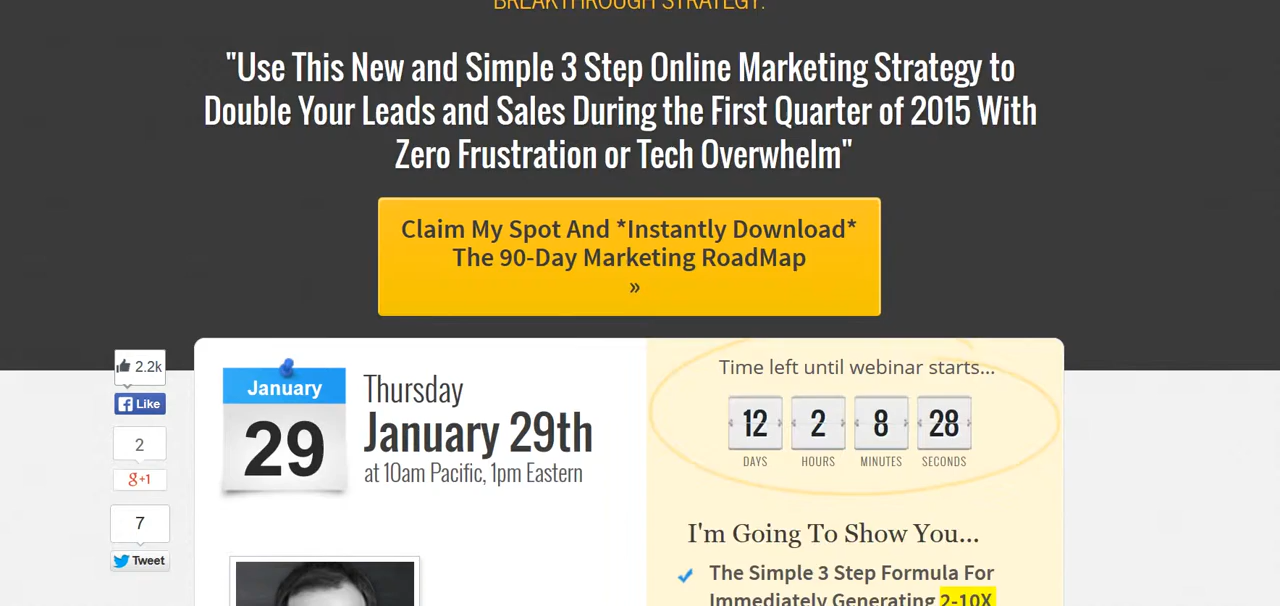 BREAKTHROUGH STRATEGY:
"Use This New and Simple 3 Step Online Marketing Strategy to
Double Your Leads and Sales During the First Quarter of 2015 With
Zero Frustration or Tech Overwhelm"
Claim My Spot And *Instantly Download*
The 90-Day Marketing RoadMap
»
2.2k
Like
2
g+1
7
Tweet
January
29
Thursday
January 29th
at 10am Pacific, 1pm Eastern
Time left until webinar starts...
12 2 8 28
DAYS HOURS MINUTES SECONDS
I'm Going To Show You...
The Simple 3 Step Formula For
Immediately Generating 2-10X